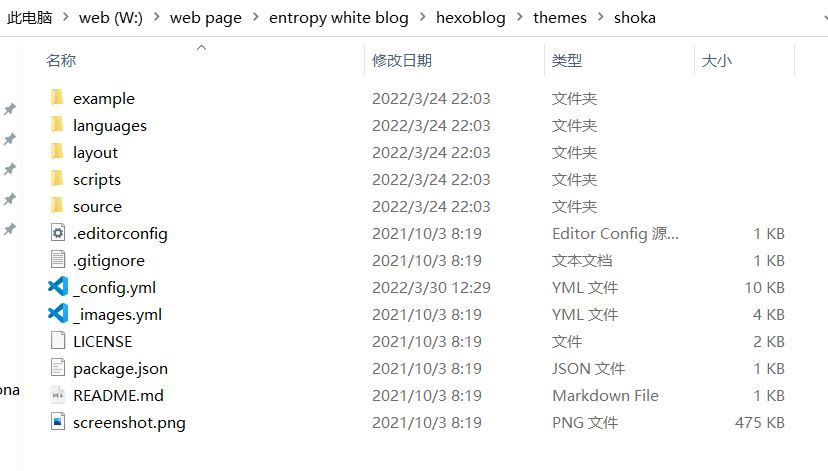 此电脑 > web (W:) > web page > entropy white blog > hexoblog > themes > shoka
名称 修改日期 类型 大小
example 2022/3/24 22:03 文件夹
languages 2022/3/24 22:03 文件夹
layout 2022/3/24 22:03 文件夹
scripts 2022/3/24 22:03 文件夹
source 2022/3/24 22:03 文件夹
.editorconfig 2021/10/3 8:19 Editor Config 源... 1 KB
.gitignore 2021/10/3 8:19 文本文档 1 KB
_config.yml 2022/3/30 12:29 YML 文件 10 KB
_images.yml 2021/10/3 8:19 YML 文件 4 KB
LICENSE 2021/10/3 8:19 文件 2 KB
package.json 2021/10/3 8:19 JSON 文件 1 KB
ona
README.md 2021/10/3 8:19 Markdown File 1 KB
screenshot.png 2021/10/3 8:19 PNG 文件 475 KB